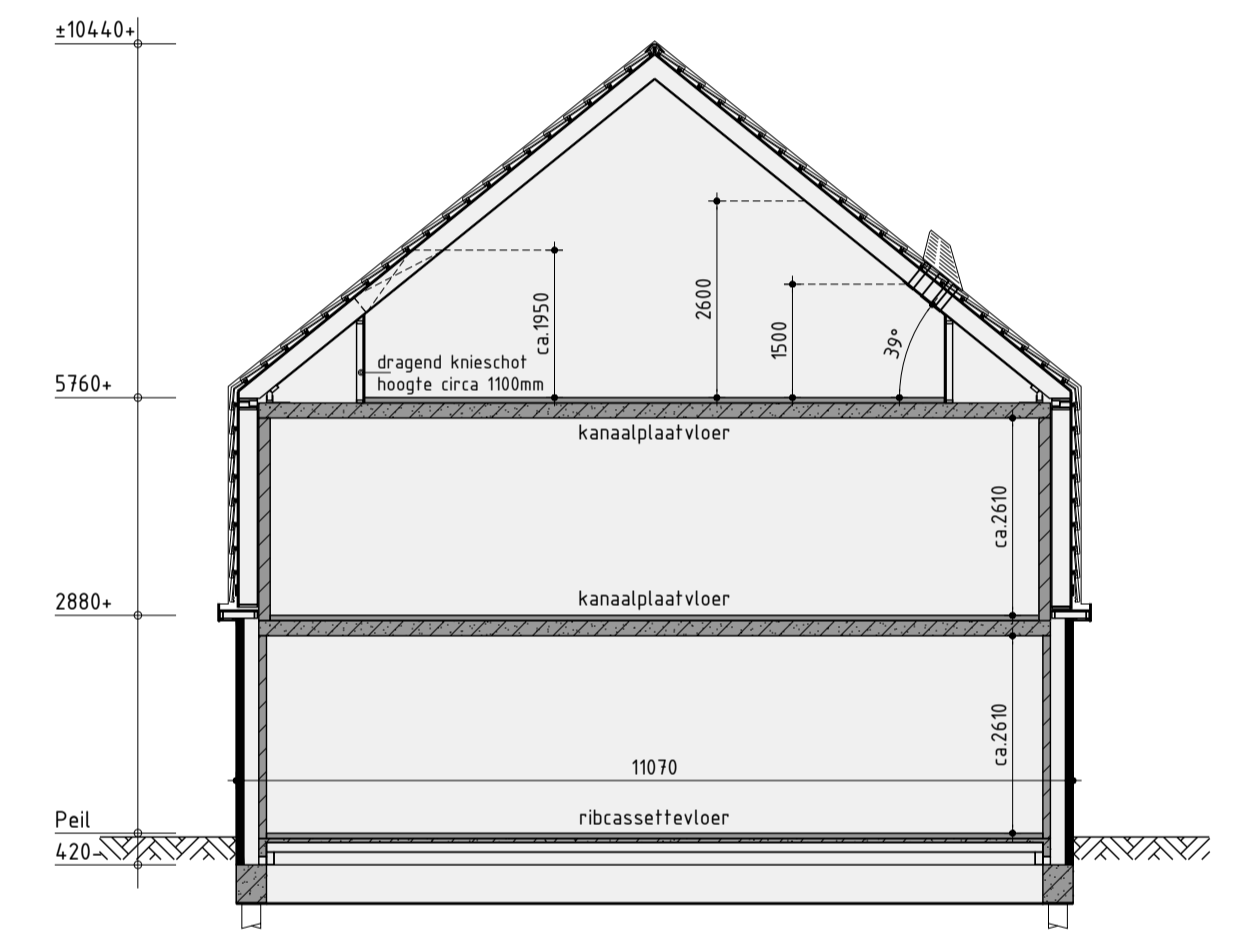 ±10440+
2600
ca.1950
1500
39°
dragend knieschot
hoogte circa 1100mm
5760+
kanaalplaatvloer
ca.2610
kanaalplaatvloer
2880+
ca.2610
11070
ribcassettevloer
Peil
420-